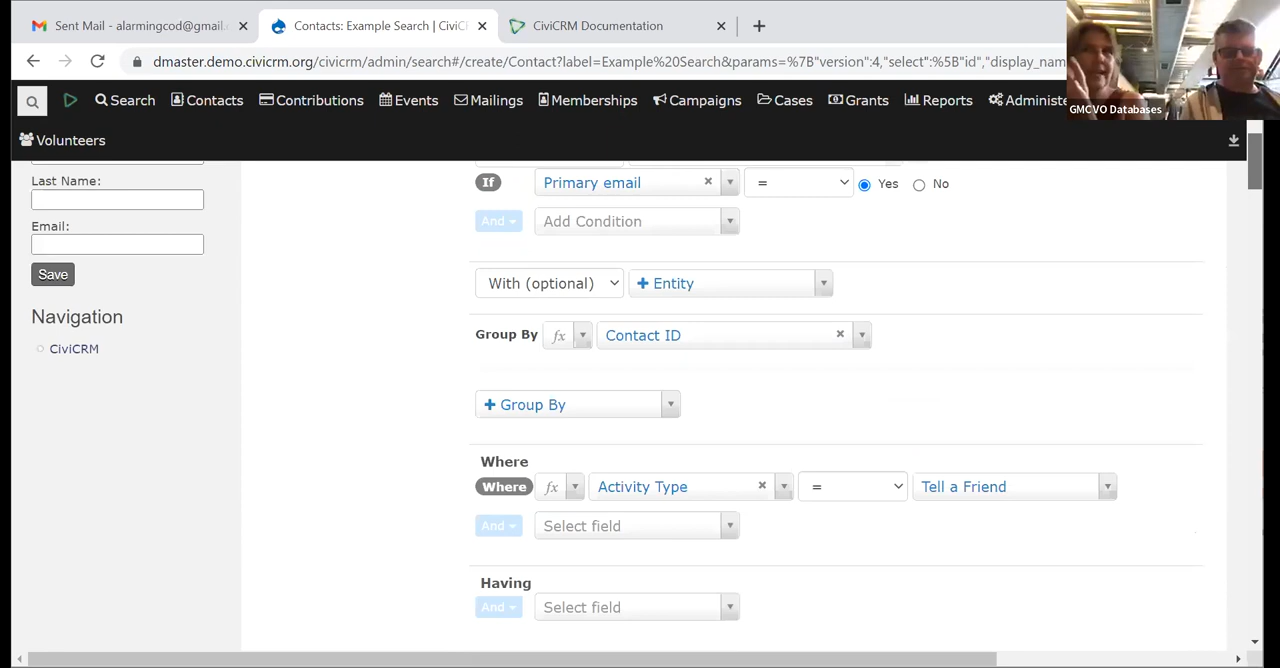 Sent Mail - alarmingcod@gmail.
Contacts: Example Search | CiviCR
CiviCRM Documentation
dmaster.demo.civicrm.org/civicrm/admin/search#/create/Contact?label=Example%20Search&params=%7B"version":4,"select":%5B"id","display_nam
Search Contacts Contributions Events Mailings Memberships Campaigns Cases Grants Reports Administe
GMCVO Databases
Volunteers
Last Name:
Email:
Save
Navigation
CiviCRM
If Primary email = Yes No
And Add Condition
With (optional) + Entity
Group By fx Contact ID
+ Group By
Where
Where fx Activity Type = Tell a Friend
And Select field
Having
And Select field